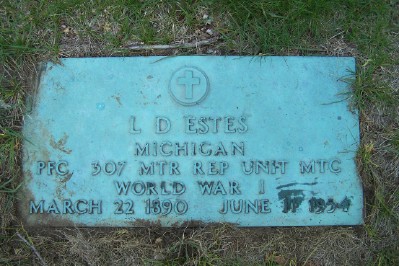 L D ESTES
MICHIGAN
PFC 307 MTR REP UNIT MTC
WORLD WAR I
MARCH 22 1890 JUNE